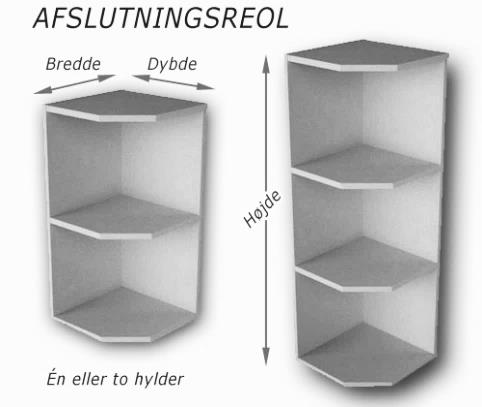 AFSLUTNINGSREOL
Bredde Dybde
Højde
Én eller to hylder